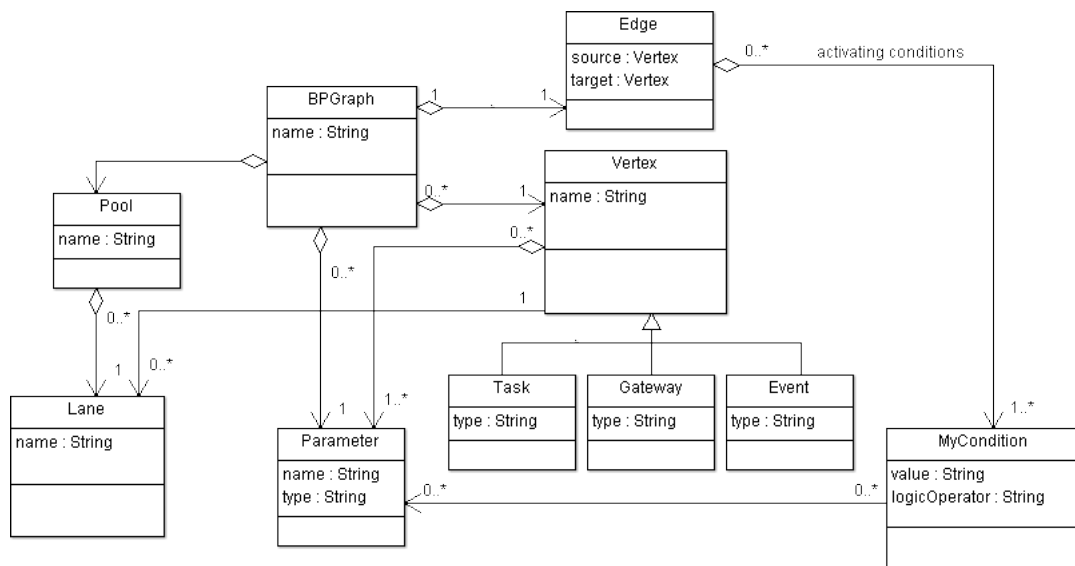 Edge
source : Vertex
target : Vertex
0..*
activating conditions
BPGraph
name : String
1
1
Vertex
name : String
0..*
1
Pool
name : String
0..*
0..*
0..*
1
1
0..*
Lane
name : String
1
1..*
Parameter
name : String
type : String
Task
type : String
Gateway
type : String
Event
type : String
1..*
MyCondition
value : String
logicOperator : String
0..*
0..*